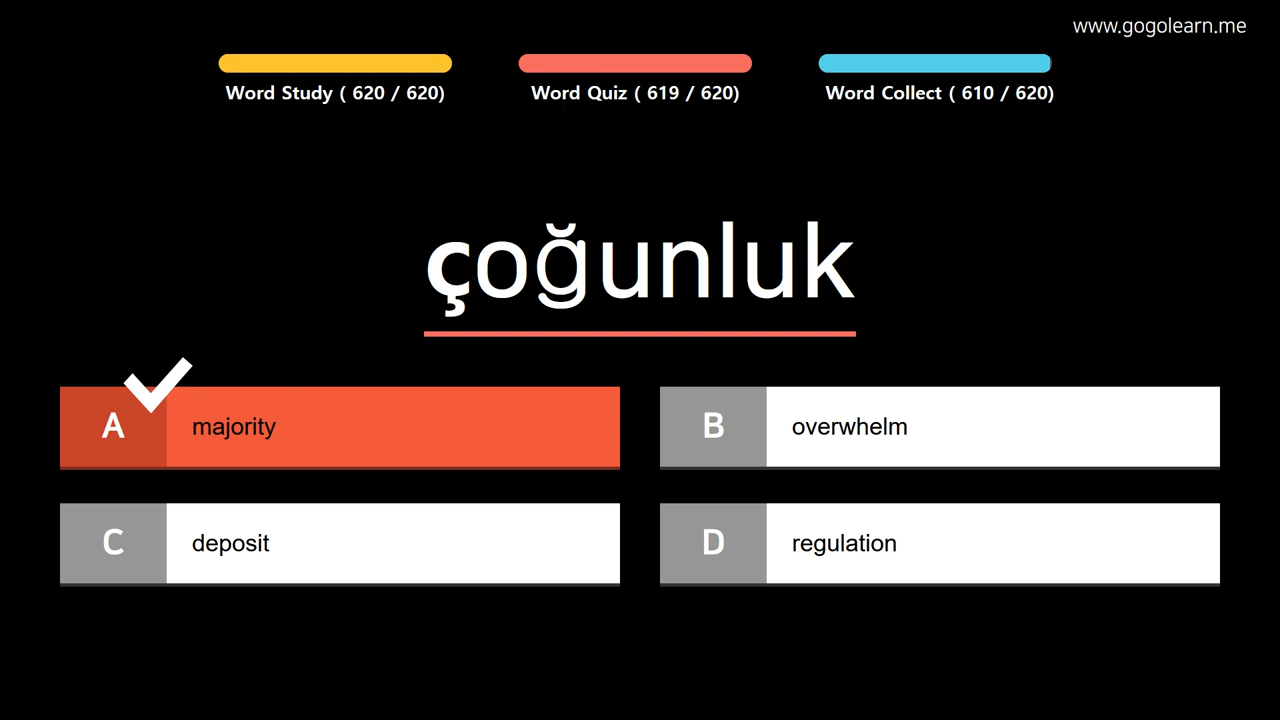 www.gogolearn.me
Word Study ( 620 / 620)
Word Quiz ( 619 / 620)
Word Collect ( 610 / 620)
çoğunluk
A majority
B overwhelm
C deposit
D regulation